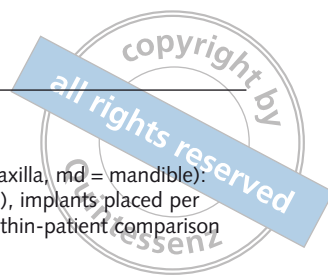 copyright by
all rights reserved
Quintessenz
axilla, md = mandible):
), implants placed per
thin-patient comparison